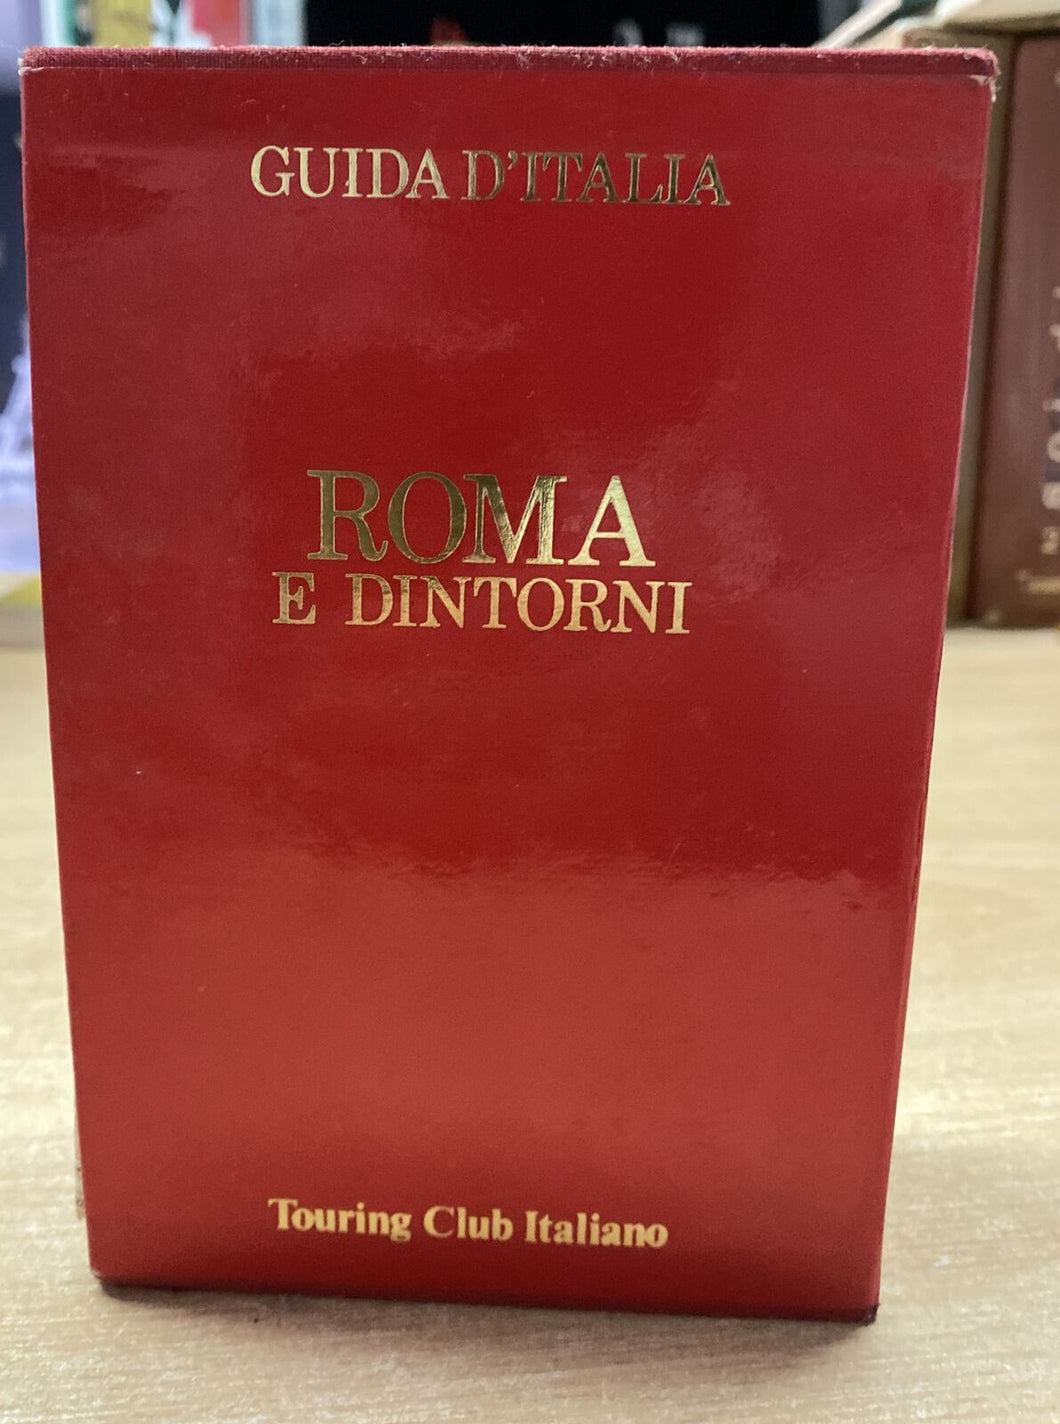 GUIDA D'ITALIA
ROMA
E DINTORNI
Touring Club Italiano